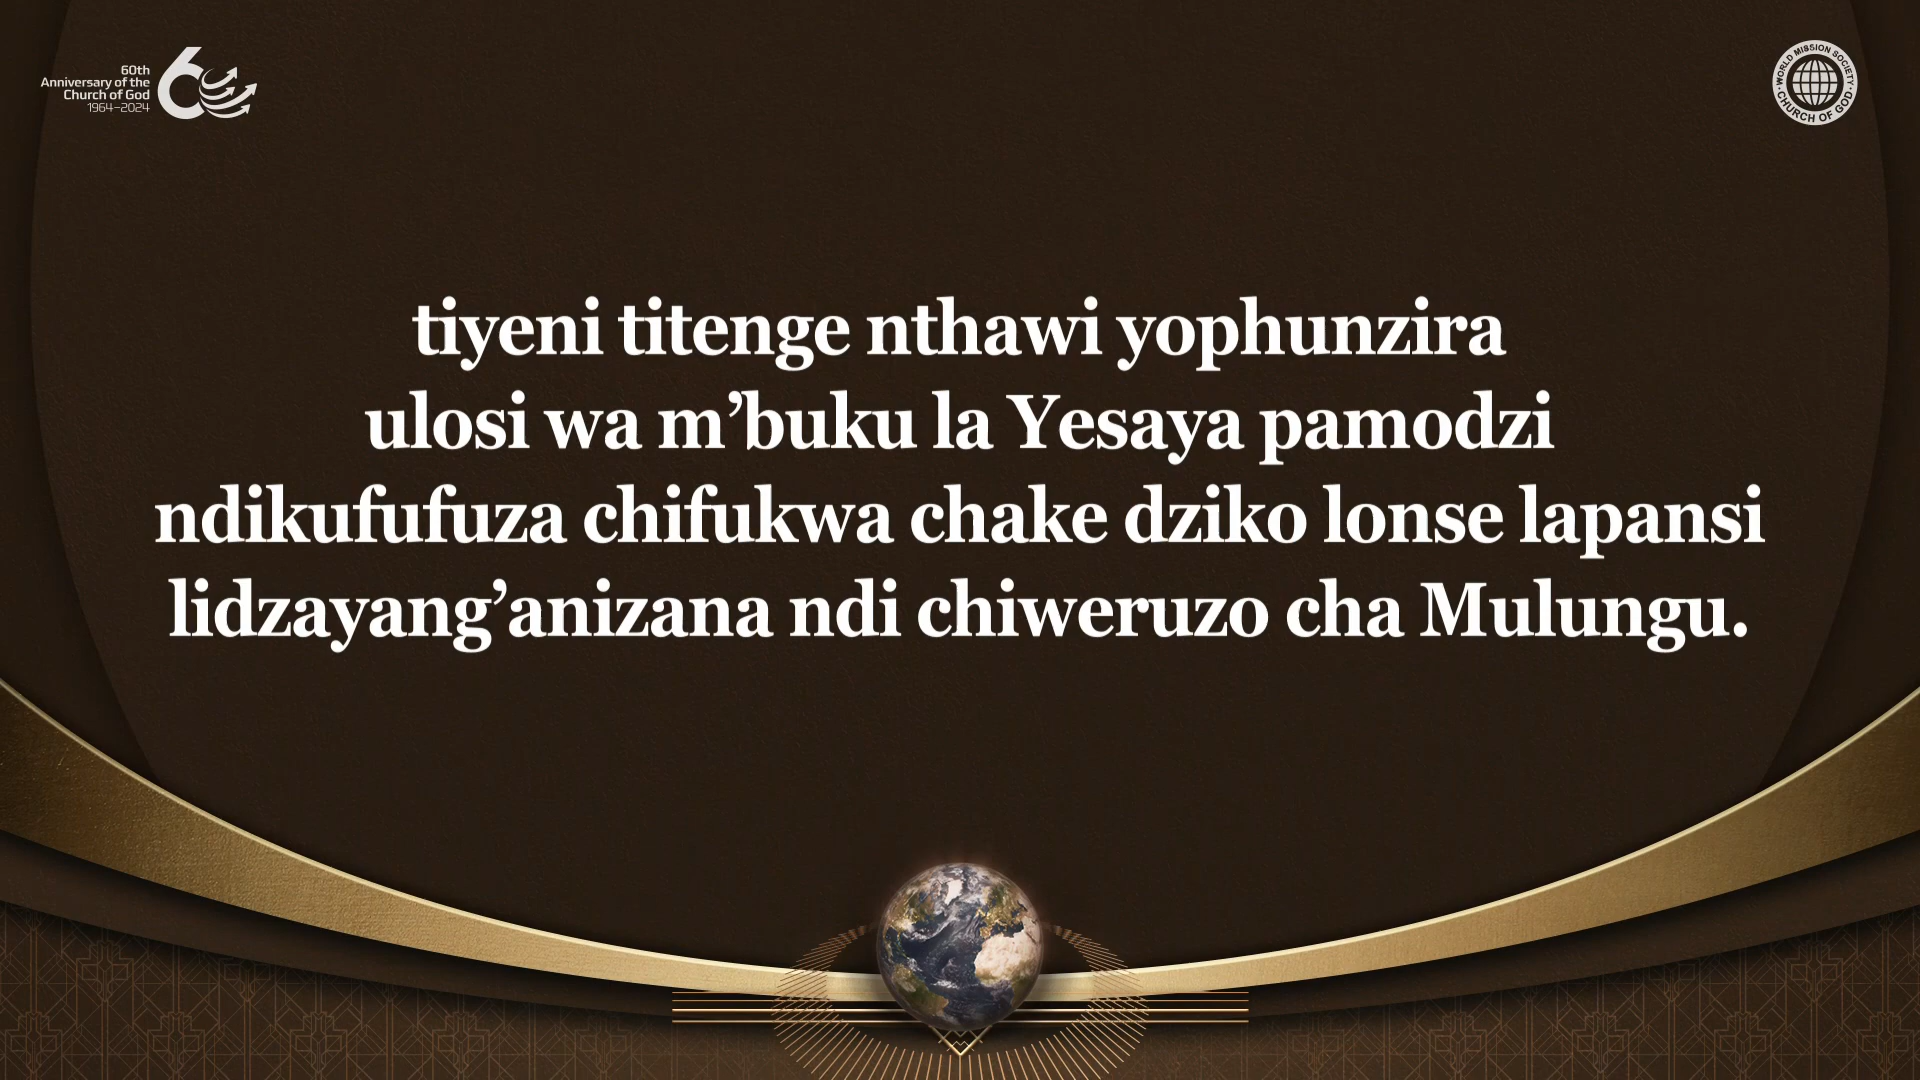 60th
Anniversary of the
Church of God
1964–2024
60
WORLD MISSION SOCIETY
CHURCH OF GOD
tiyeni titenge nthawi yophunzira
ulosi wa m’buku la Yesaya pamodzi
ndikufufuza chifukwa chake dziko lonse lapansi
lidzayang’anizana ndi chiweruzo cha Mulungu.